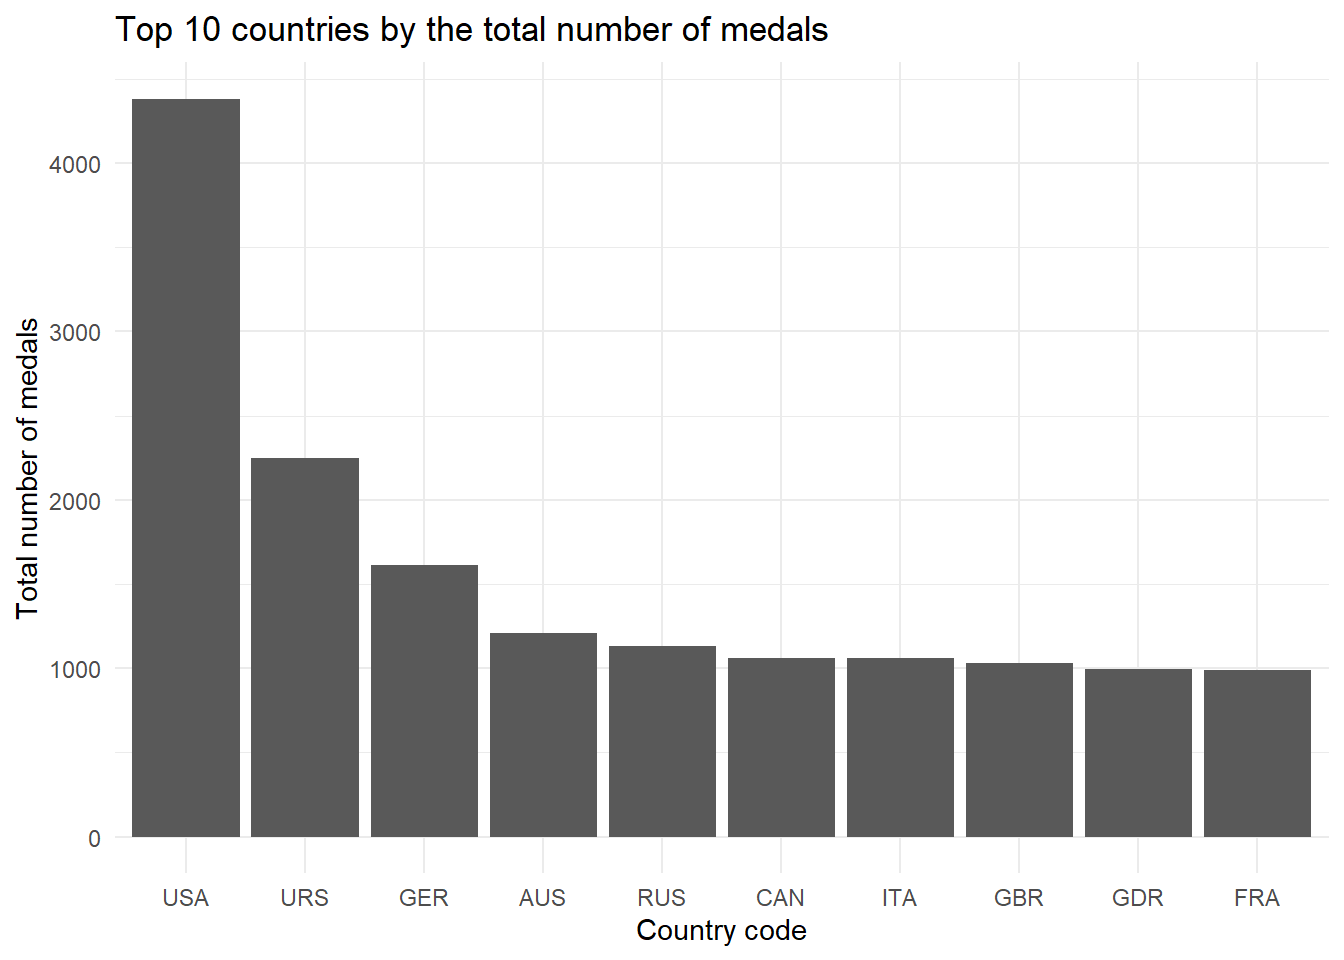 Top 10 countries by the total number of medals
Total number of medals
4000
3000
2000
1000
0
USA URS GER AUS RUS CAN ITA GBR GDR FRA
Country code